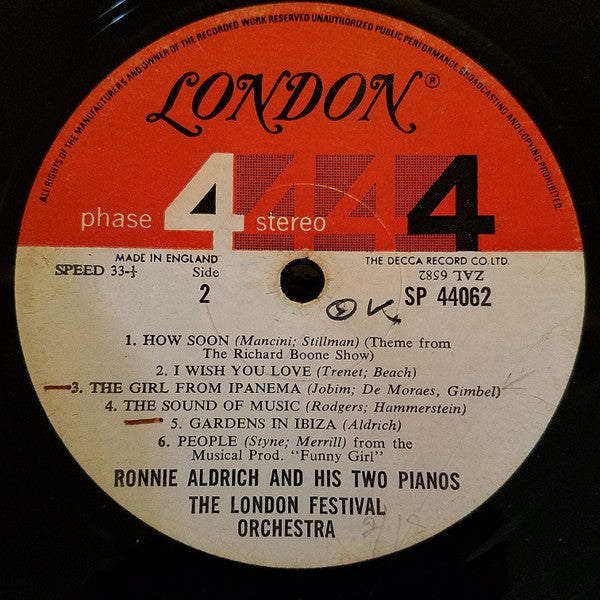 ALL RIGHTS OF THE MANUFACTURERS AND OWNER OF THE RECORDED WORK RESERVED UNAUTHORIZED PUBLIC PERFORMANCE, BROADCASTING AND COPYING PROHIBITED
LONDON®
phase 4 stereo 4 4 4
MADE IN ENGLAND
THE DECCA RECORD CO. LTD.
SPEED 33-⅓
Side
ZAL 6582
2
SP 44062
OK
1. HOW SOON (Mancini; Stillman) (Theme from
The Richard Boone Show)
2. I WISH YOU LOVE (Trenet; Beach)
3. THE GIRL FROM IPANEMA (Jobim; De Moraes, Gimbel)
4. THE SOUND OF MUSIC (Rodgers; Hammerstein)
5. GARDENS IN IBIZA (Aldrich)
6. PEOPLE (Styne; Merrill) from the
Musical Prod. "Funny Girl"
RONNIE ALDRICH AND HIS TWO PIANOS
THE LONDON FESTIVAL
ORCHESTRA